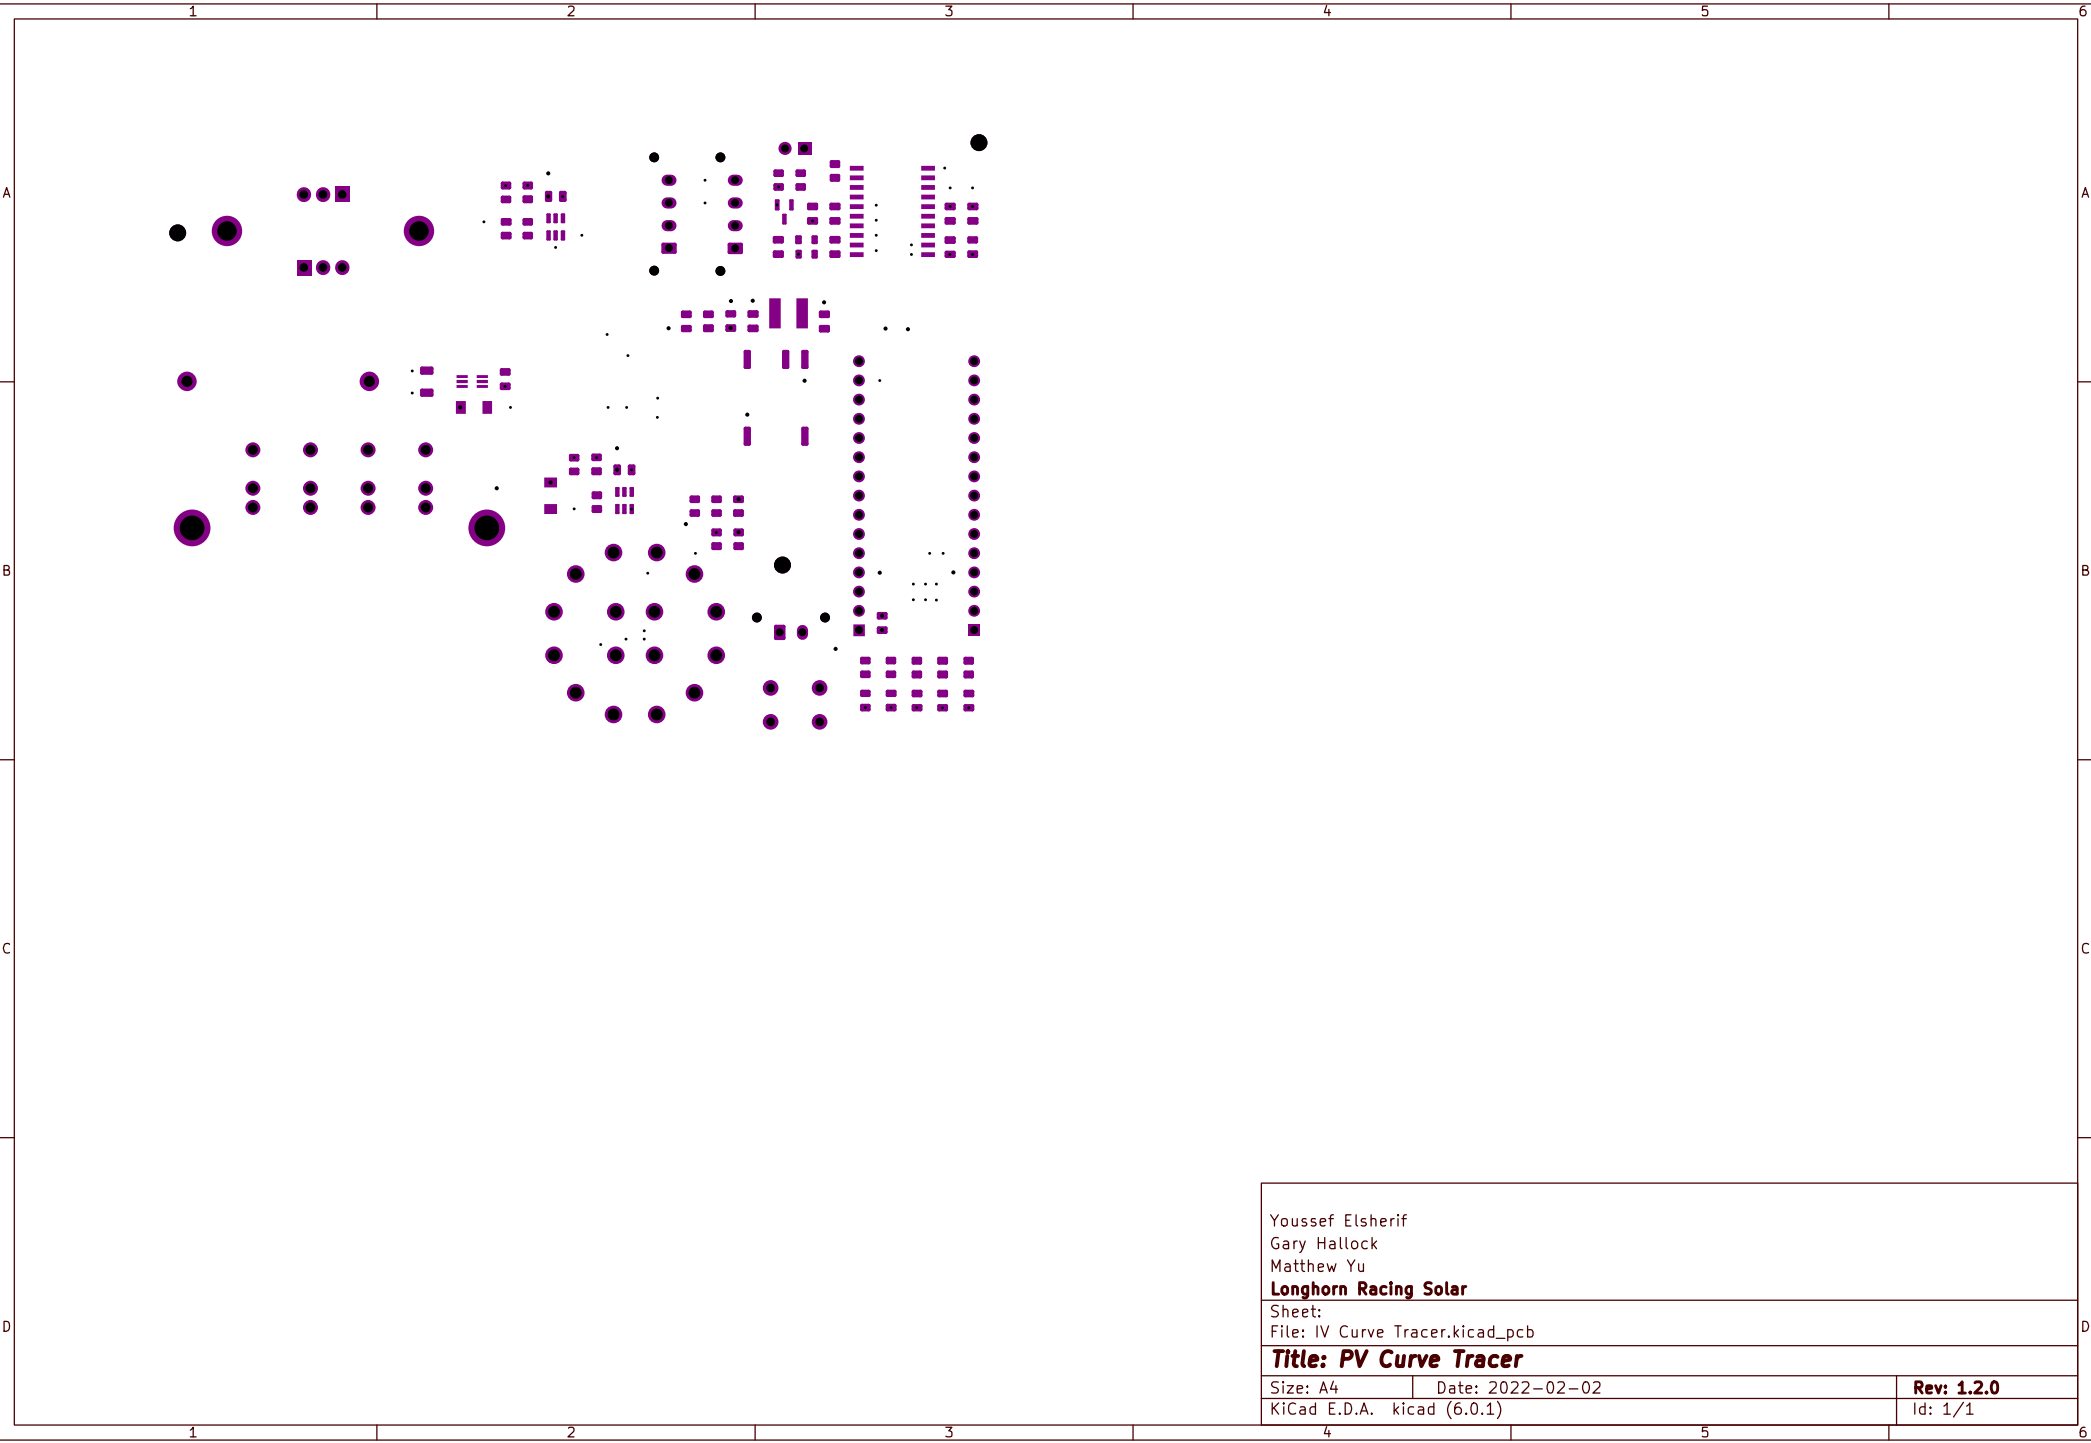 1 2 3 4 5 6
A A
B B
C C
D D
Youssef Elsherif
Gary Hallock
Matthew Yu
Longhorn Racing Solar
Sheet:
File: IV Curve Tracer.kicad_pcb
Title: PV Curve Tracer
Size: A4 Date: 2022-02-02 Rev: 1.2.0
KiCad E.D.A. kicad (6.0.1) Id: 1/1
1 2 3 4 5 6